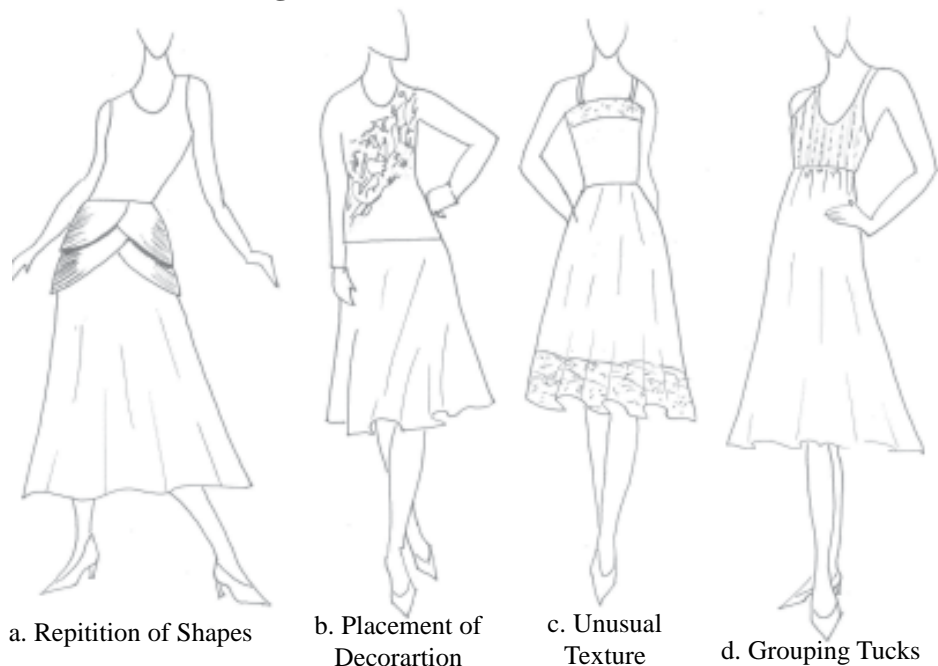 a. Repitition of Shapes
b. Placement of
Decorartion
c. Unusual
Texture
d. Grouping Tucks